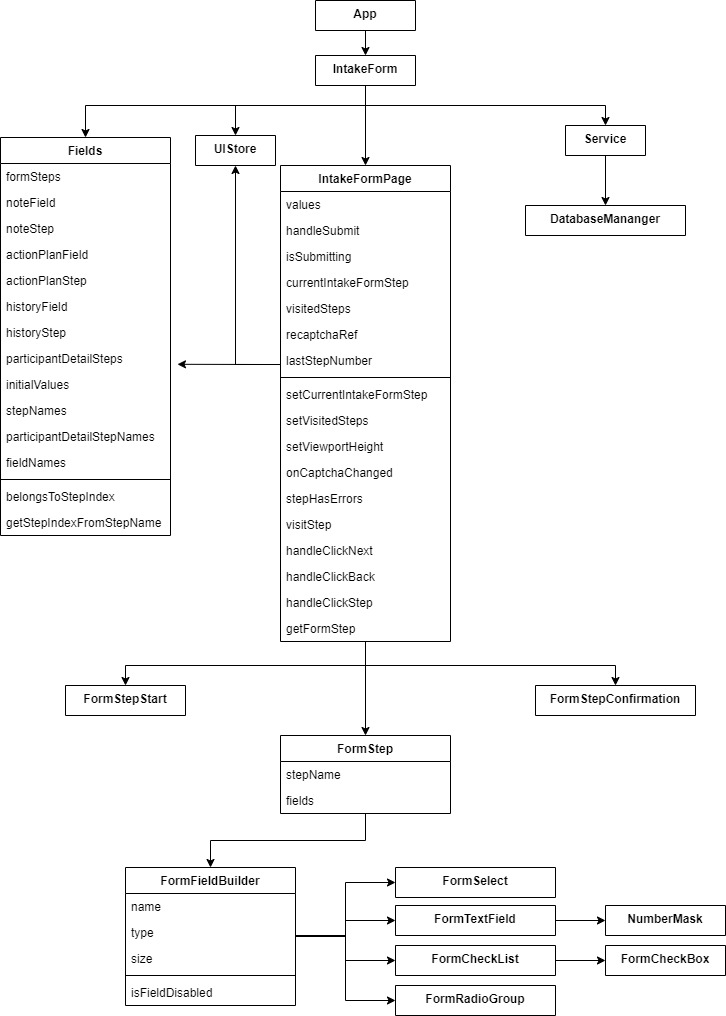 App
IntakeForm
Fields
formSteps
noteField
noteStep
actionPlanField
actionPlanStep
historyField
historyStep
participantDetailSteps
initialValues
stepNames
participantDetailStepNames
fieldNames
belongsToStepIndex
getStepIndexFromStepName
UIStore
IntakeFormPage
values
handleSubmit
isSubmitting
currentIntakeFormStep
visitedSteps
recaptchaRef
lastStepNumber
setCurrentIntakeFormStep
setVisitedSteps
setViewportHeight
onCaptchaChanged
stepHasErrors
visitStep
handleClickNext
handleClickBack
handleClickStep
getFormStep
Service
DatabaseMananger
FormStepStart
FormStepConfirmation
FormStep
stepName
fields
FormFieldBuilder
name
type
size
isFieldDisabled
FormSelect
FormTextField
NumberMask
FormCheckList
FormCheckBox
FormRadioGroup